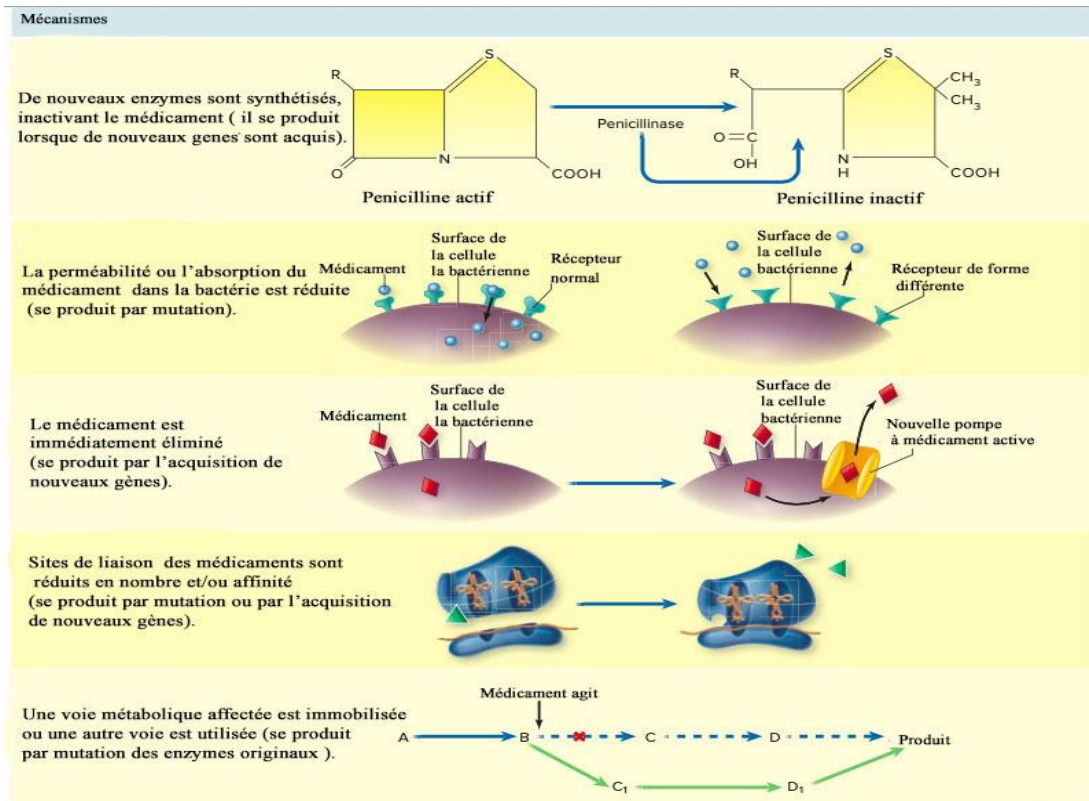 Mécanismes
De nouveaux enzymes sont synthétisés,
inactivant le médicament ( il se produit
lorsque de nouveaux genes sont acquis).
R
S
O
N
COOH
Penicilline actif
Penicillinase
R
S
CH3
CH3
O=C
OH
N
H
COOH
Penicilline inactif
La perméabilité ou l'absorption du
médicament dans la bactérie est réduite
(se produit par mutation).
Médicament
Surface de
la cellule
la bactérienne
Récepteur
normal
Surface de
la cellule
bactérienne
Récepteur de forme
différente
Le médicament est
immédiatement éliminé
(se produit par l'acquisition de
nouveaux gènes).
Médicament
Surface de
la cellule
la bactérienne
Surface de
la cellule
bactérienne
Nouvelle pompe
à médicament active
Sites de liaison des médicaments sont
réduits en nombre et/ou affinité
(se produit par mutation ou par l'acquisition
de nouveaux gènes).
Une voie métabolique affectée est immobilisée
ou une autre voie est utilisée (se produit
par mutation des enzymes originaux ).
Médicament agit
A B C D Produit
C1 D1